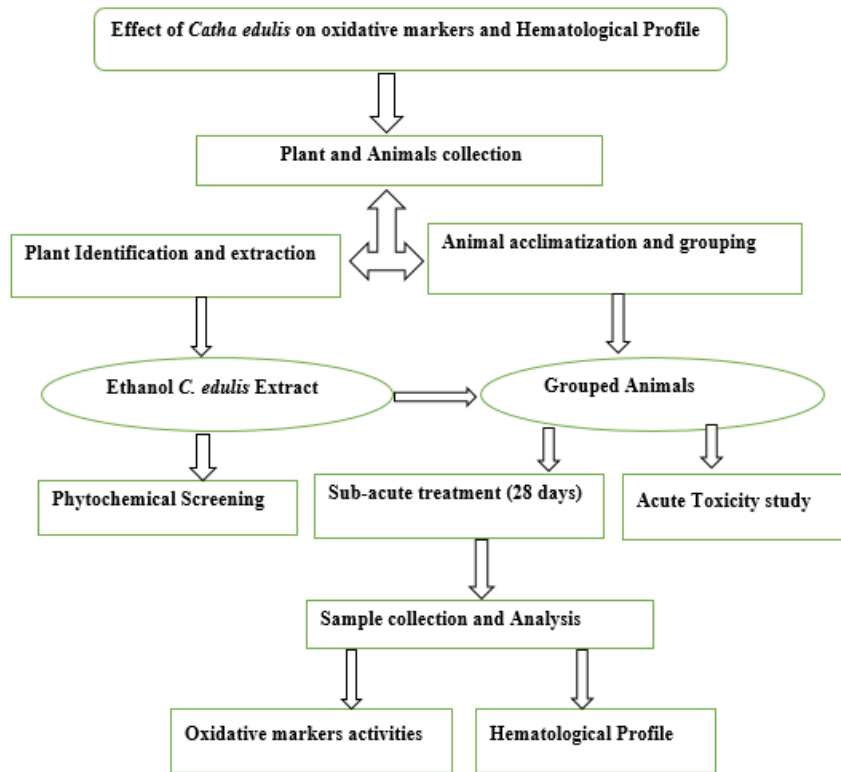 Effect of Catha edulis on oxidative markers and Hematological Profile
Plant and Animals collection
Plant Identification and extraction
Animal acclimatization and grouping
Ethanol C. edulis Extract
Grouped Animals
Phytochemical Screening
Sub-acute treatment (28 days)
Acute Toxicity study
Sample collection and Analysis
Oxidative markers activities
Hematological Profile